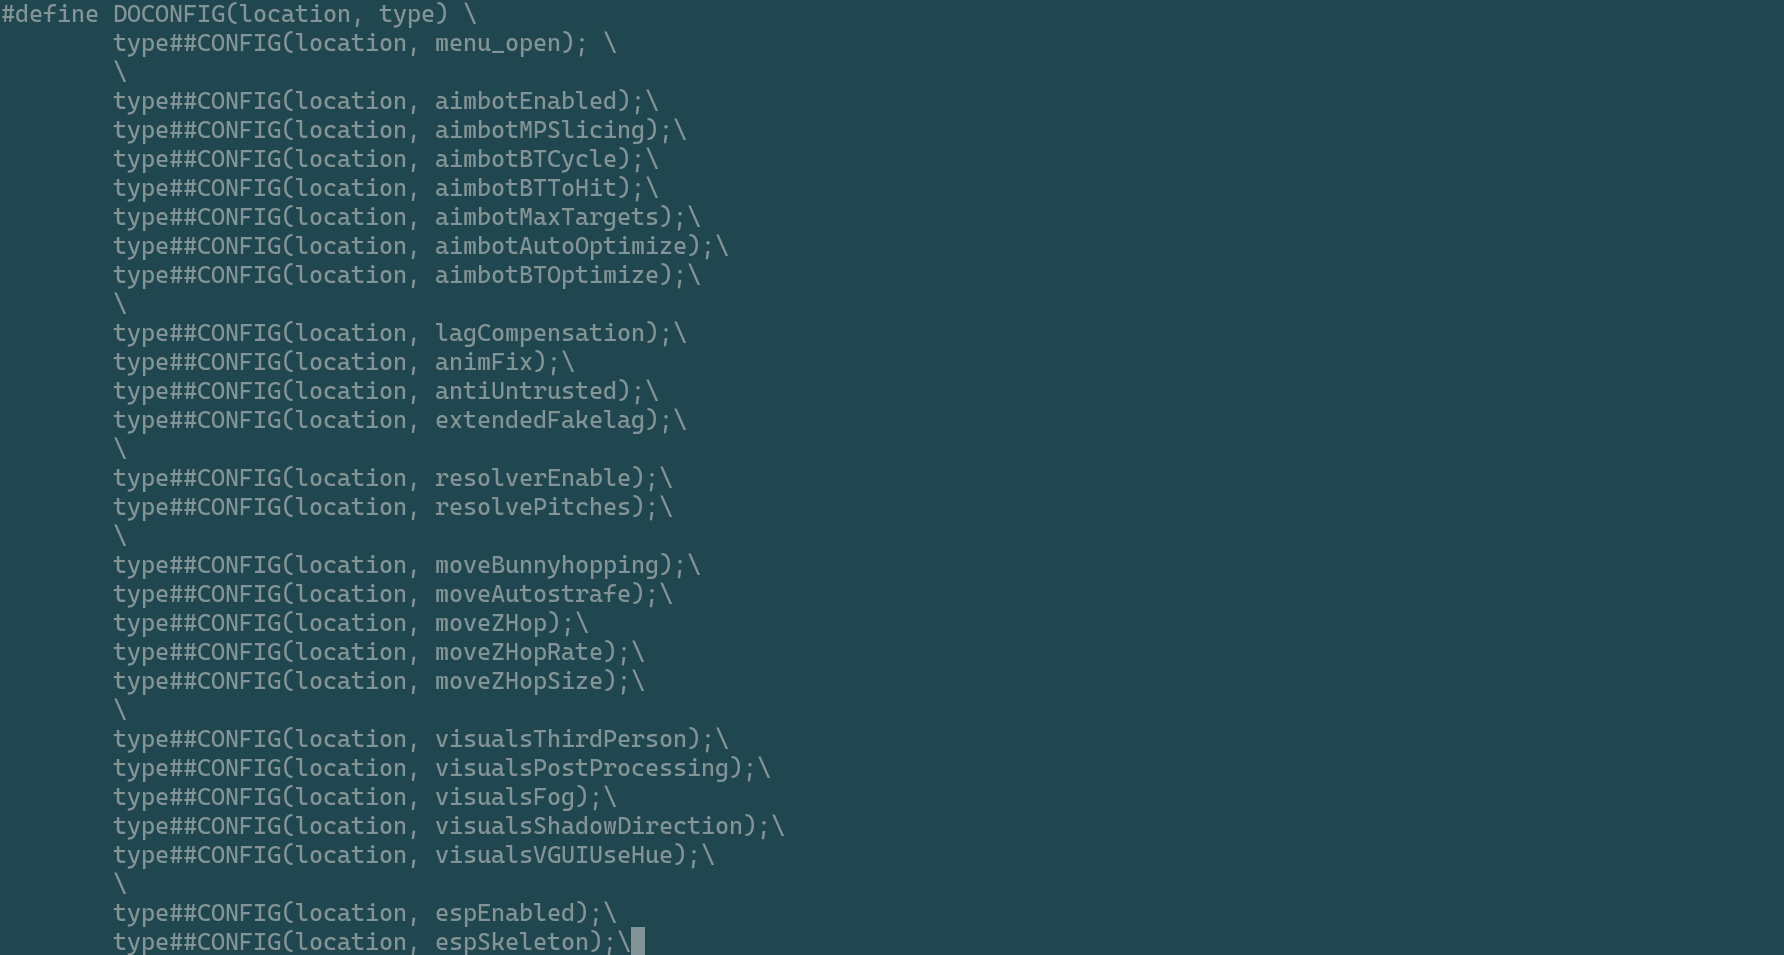 #define DOCONFIG(location, type) \
type##CONFIG(location, menu_open); \
\
type##CONFIG(location, aimbotEnabled);\
type##CONFIG(location, aimbotMPSlicing);\
type##CONFIG(location, aimbotBTCycle);\
type##CONFIG(location, aimbotBTToHit);\
type##CONFIG(location, aimbotMaxTargets);\
type##CONFIG(location, aimbotAutoOptimize);\
type##CONFIG(location, aimbotBTOptimize);\
\
type##CONFIG(location, lagCompensation);\
type##CONFIG(location, animFix);\
type##CONFIG(location, antiUntrusted);\
type##CONFIG(location, extendedFakelag);\
\
type##CONFIG(location, resolverEnable);\
type##CONFIG(location, resolvePitches);\
\
type##CONFIG(location, moveBunnyhopping);\
type##CONFIG(location, moveAutostrafe);\
type##CONFIG(location, moveZHop);\
type##CONFIG(location, moveZHopRate);\
type##CONFIG(location, moveZHopSize);\
\
type##CONFIG(location, visualsThirdPerson);\
type##CONFIG(location, visualsPostProcessing);\
type##CONFIG(location, visualsFog);\
type##CONFIG(location, visualsShadowDirection);\
type##CONFIG(location, visualsVGUIUseHue);\
\
type##CONFIG(location, espEnabled);\
type##CONFIG(location, espSkeleton);\